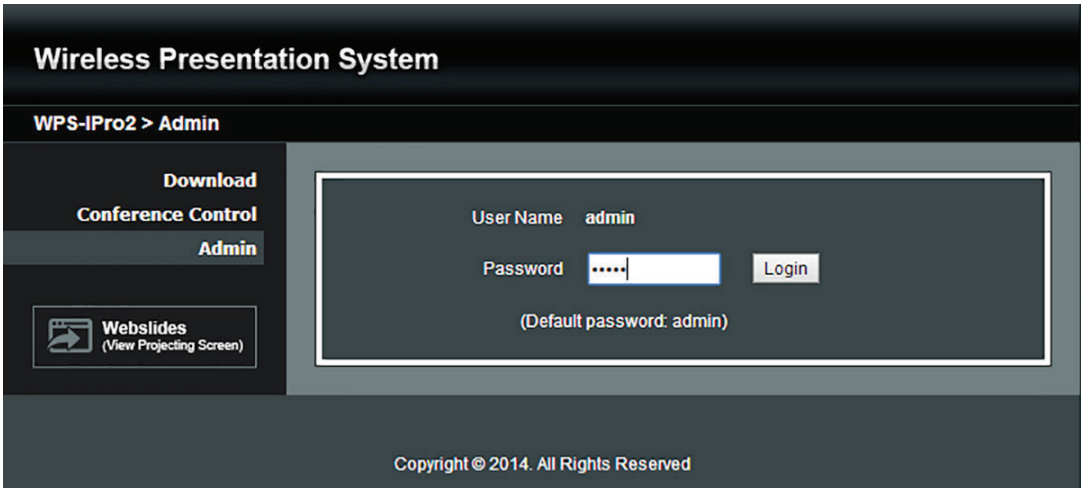 Wireless Presentation System
WPS-IPro2 > Admin
Download
Conference Control
Admin
Webslides
(View Projecting Screen)
User Name admin
Password ••••• Login
(Default password: admin)
Copyright © 2014. All Rights Reserved